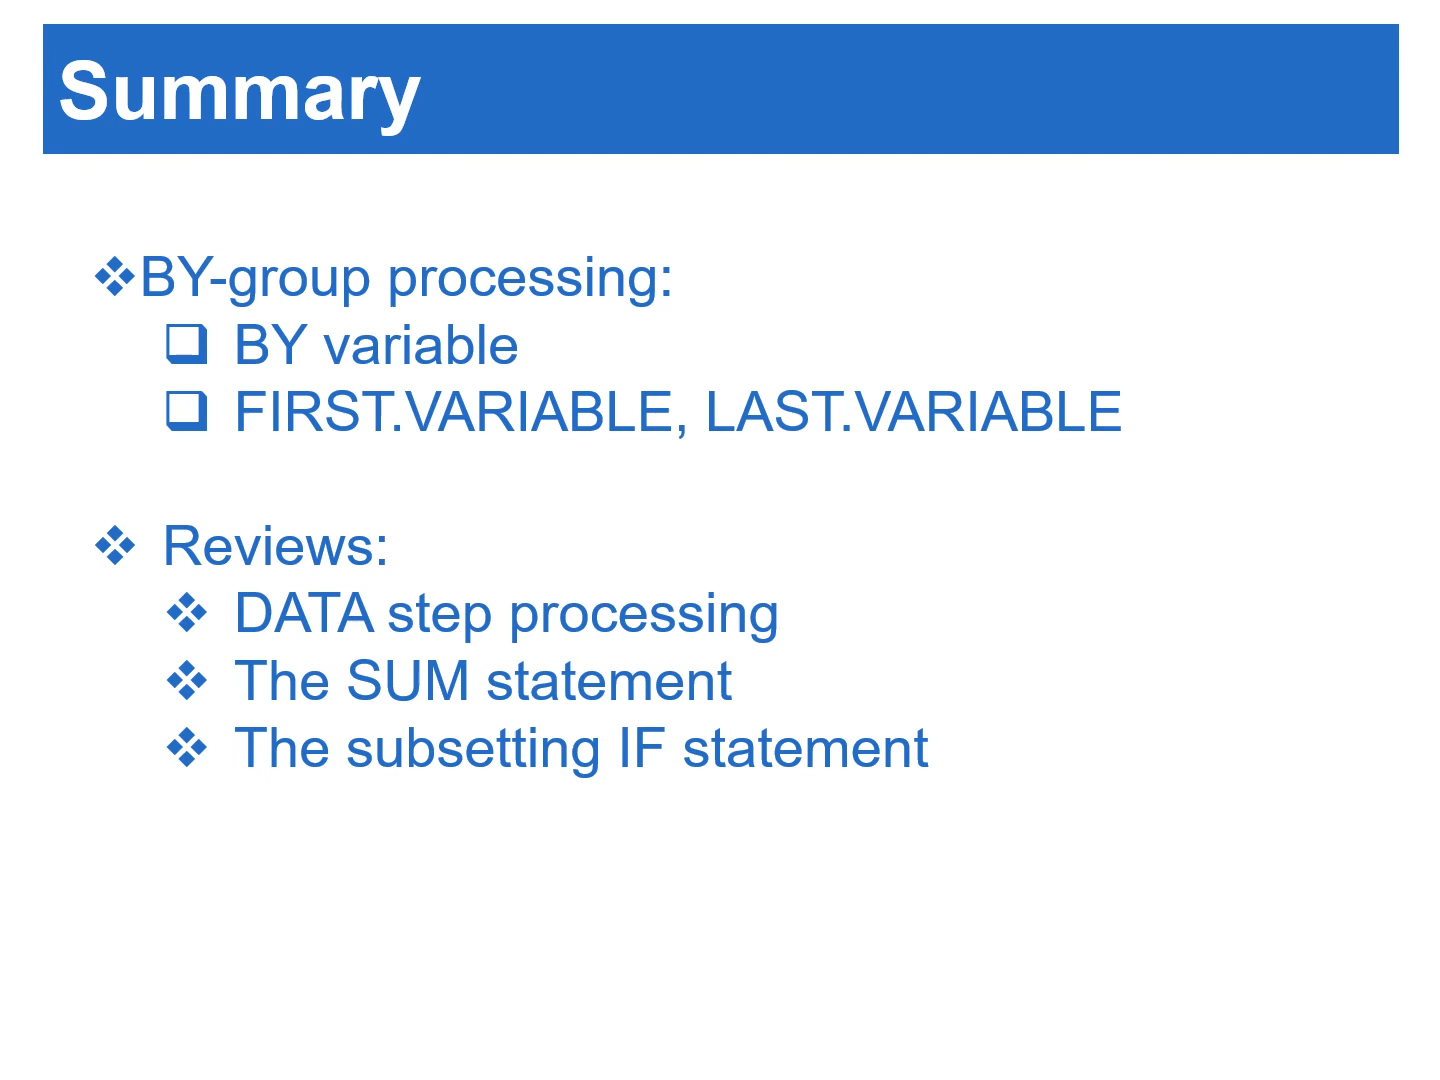 Summary
❖BY-group processing:
❑ BY variable
❑ FIRST.VARIABLE, LAST.VARIABLE
❖ Reviews:
❖ DATA step processing
❖ The SUM statement
❖ The subsetting IF statement